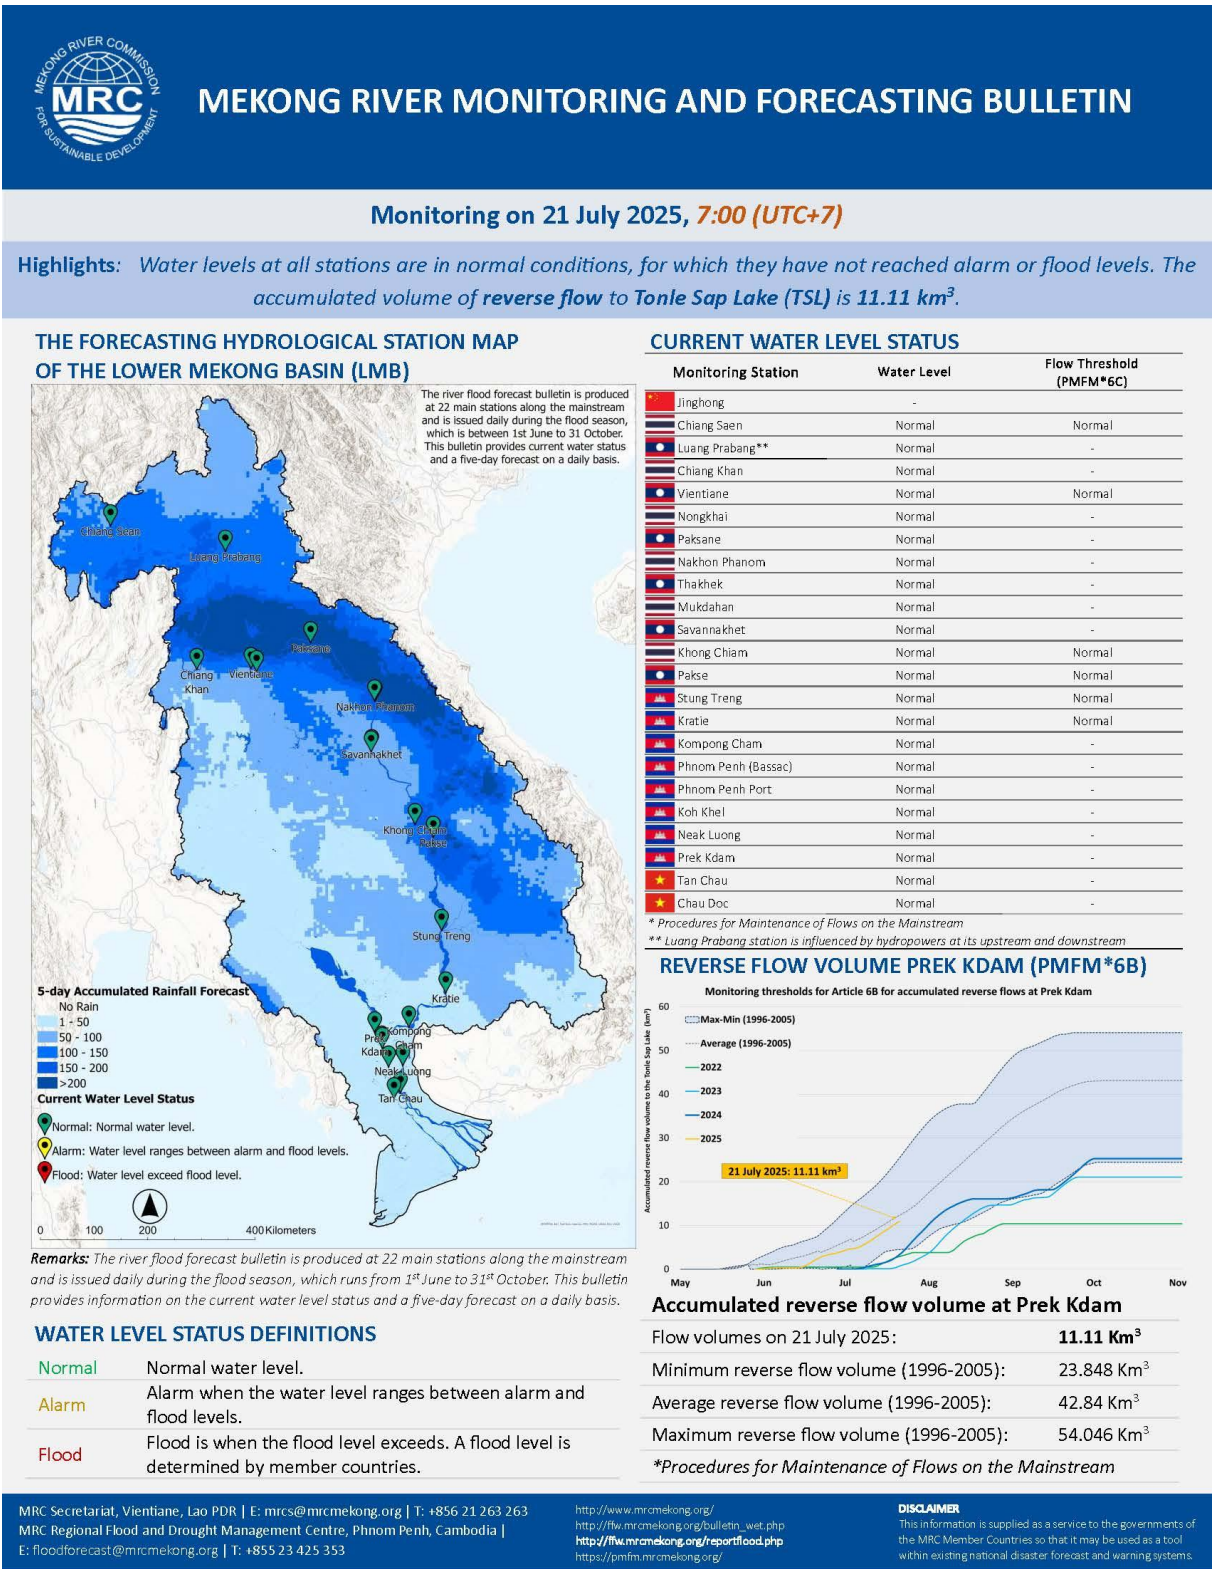 MEKONG RIVER COMMISSION
MRC
FOR SUSTAINABLE DEVELOPMENT
MEKONG RIVER MONITORING AND FORECASTING BULLETIN
Monitoring on 21 July 2025, 7:00 (UTC+7)
Highlights: Water levels at all stations are in normal conditions, for which they have not reached alarm or flood levels. The
accumulated volume of reverse flow to Tonle Sap Lake (TSL) is 11.11 km³.
THE FORECASTING HYDROLOGICAL STATION MAP
OF THE LOWER MEKONG BASIN (LMB)
The river flood forecast bulletin is produced
at 22 main stations along the mainstream
and is issued daily during the flood season,
which is between 1st June to 31 October.
This bulletin provides current water status
and a five-day forecast on a daily basis.
Chiang Sean
Luang Prabang
Paksane
Chiang
Khan
Vientiane
Nakhon Phanom
Savannakhet
Khong Chiam
Pakse
Stung Treng
Kratie
Kompong
Cham
Prek
Kdam
Neak Luong
Tan Chau
5-day Accumulated Rainfall Forecast
No Rain
1 - 50
50 - 100
100 - 150
150 - 200
>200
Current Water Level Status
Normal: Normal water level.
Alarm: Water level ranges between alarm and flood levels.
Flood: Water level exceed flood level.
0 100 200 400 Kilometers
Remarks: The river flood forecast bulletin is produced at 22 main stations along the mainstream
and is issued daily during the flood season, which runs from 1st June to 31st October. This bulletin
provides information on the current water level status and a five-day forecast on a daily basis.
WATER LEVEL STATUS DEFINITIONS
Normal Normal water level.
Alarm Alarm when the water level ranges between alarm and
flood levels.
Flood Flood is when the flood level exceeds. A flood level is
determined by member countries.
CURRENT WATER LEVEL STATUS
Monitoring Station Water Level Flow Threshold
(PMFM*6C)
Jinghong -
Chiang Saen Normal Normal
Luang Prabang** Normal -
Chiang Khan Normal -
Vientiane Normal Normal
Nongkhai Normal -
Paksane Normal -
Nakhon Phanom Normal -
Thakhek Normal -
Mukdahan Normal -
Savannakhet Normal -
Khong Chiam Normal Normal
Pakse Normal Normal
Stung Treng Normal Normal
Kratie Normal Normal
Kompong Cham Normal -
Phnom Penh (Bassac) Normal -
Phnom Penh Port Normal -
Koh Khel Normal -
Neak Luong Normal -
Prek Kdam Normal -
Tan Chau Normal -
Chau Doc Normal -
* Procedures for Maintenance of Flows on the Mainstream
** Luang Prabang station is influenced by hydropowers at its upstream and downstream
REVERSE FLOW VOLUME PREK KDAM (PMFM*6B)
Monitoring thresholds for Article 6B for accumulated reverse flows at Prek Kdam
Accumulated reverse flow volume to the Tonle Sap Lake (km³)
60
50
40
30
20
10
0
Max-Min (1996-2005)
Average (1996-2005)
2022
2023
2024
2025
21 July 2025: 11.11 km³
May Jun Jul Aug Sep Oct Nov
Accumulated reverse flow volume at Prek Kdam
Flow volumes on 21 July 2025: 11.11 Km³
Minimum reverse flow volume (1996-2005): 23.848 Km³
Average reverse flow volume (1996-2005): 42.84 Km³
Maximum reverse flow volume (1996-2005): 54.046 Km³
*Procedures for Maintenance of Flows on the Mainstream
MRC Secretariat, Vientiane, Lao PDR | E: mrcs@mrcmekong.org | T: +856 21 263 263
MRC Regional Flood and Drought Management Centre, Phnom Penh, Cambodia |
E: floodforecast@mrcmekong.org | T: +855 23 425 353
http://www.mrcmekong.org/
http://ffw.mrcmekong.org/bulletin_wet.php
http://ffw.mrcmekong.org/reportflood.php
https://pmfm.mrcmekong.org/
DISCLAIMER
This information is supplied as a service to the governments of
the MRC Member Countries so that it may be used as a tool
within existing national disaster forecast and warning systems.